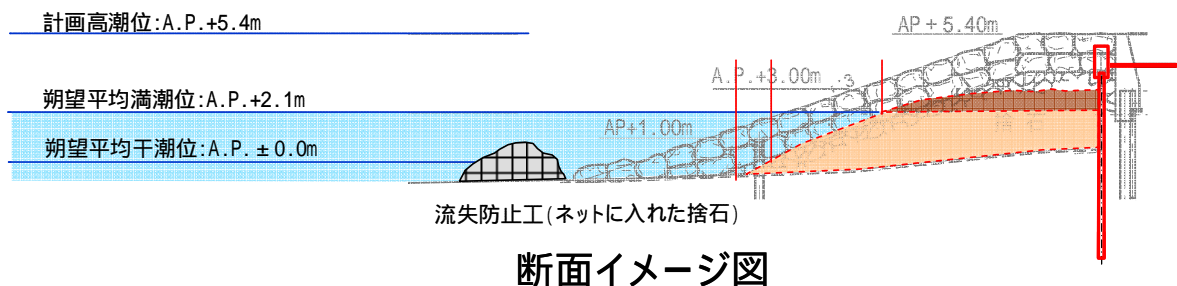 計画高潮位:A.P.+5.4m
AP+5.40m
A.P.+3.00m
朔望平均満潮位:A.P.+2.1m
AP+1.00m
朔望平均干潮位:A.P.±0.0m
流失防止工(ネットに入れた捨石)
断面イメージ図